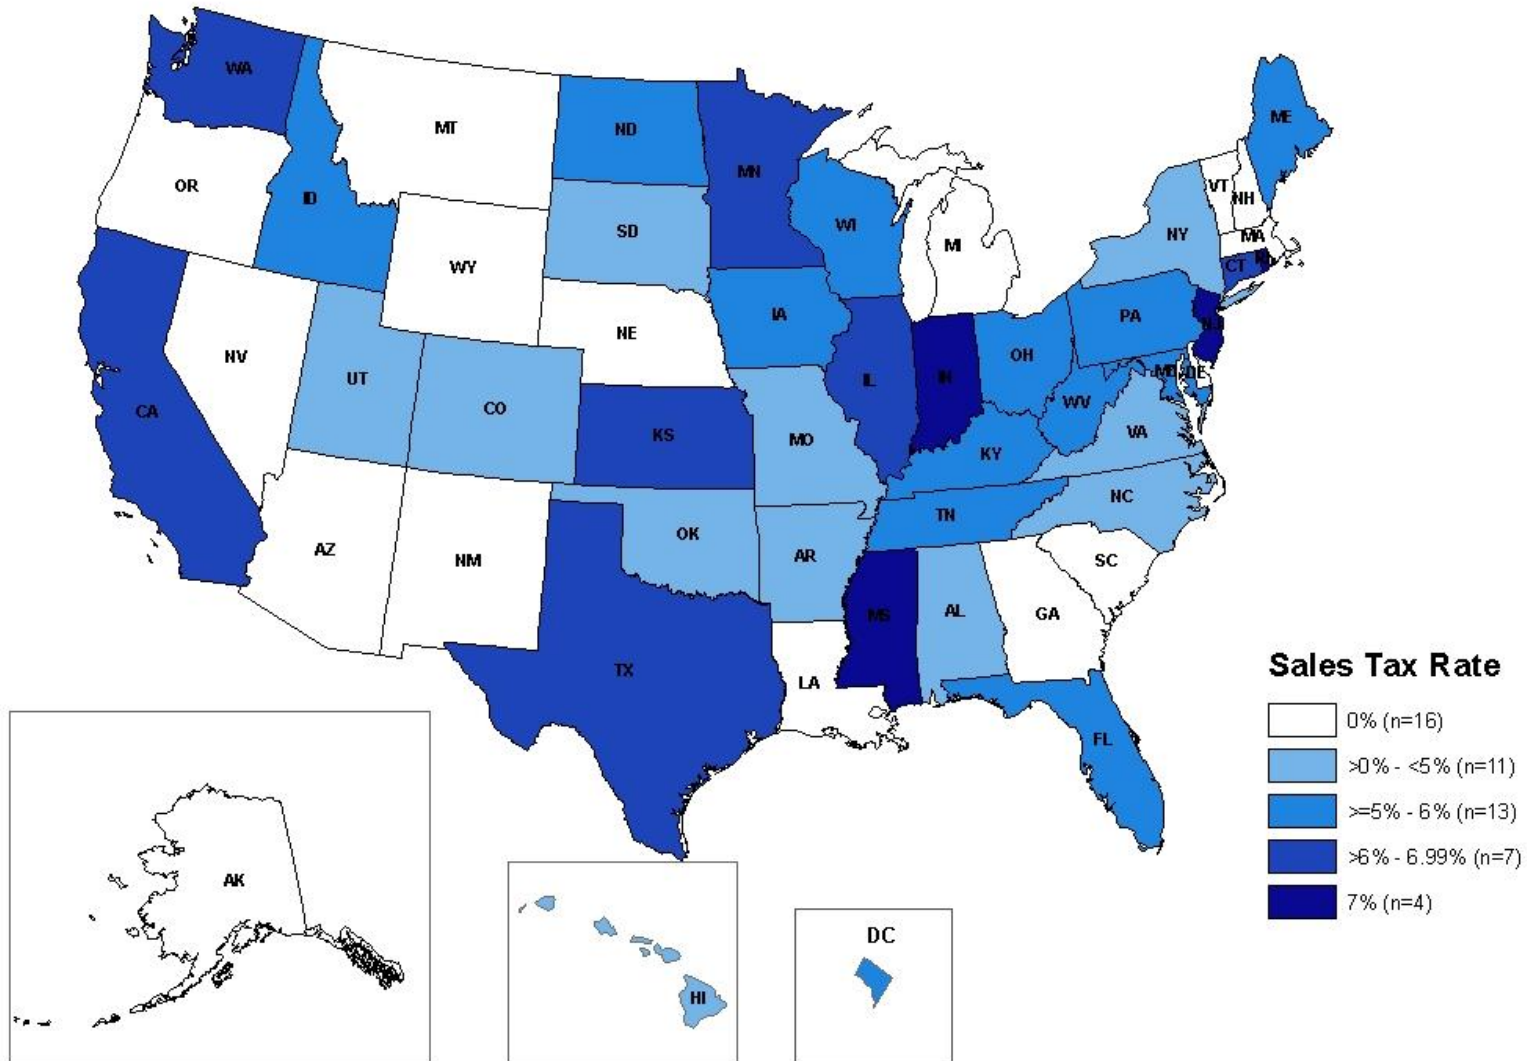 WA
MT
ND
MN
ME
OR
ID
SD
WI
MI
VT
NH
NY
MA
CT
RI
WY
IA
NE
PA
NJ
NV
UT
CO
IL
IN
OH
MD
DE
WV
CA
KS
MO
KY
VA
NC
TN
OK
AR
AZ
NM
SC
MS
AL
GA
TX
LA
FL
AK
HI
DC
Sales Tax Rate
0% (n=16)
>0% - <5% (n=11)
>=5% - 6% (n=13)
>6% - 6.99% (n=7)
7% (n=4)